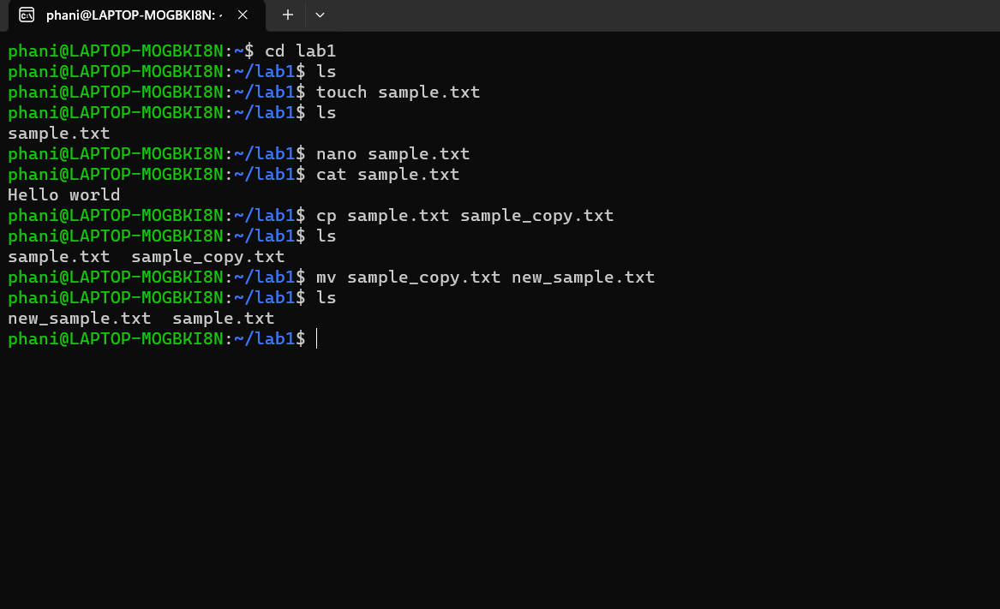 phani@LAPTOP-MOGBKI8N: ~
phani@LAPTOP-MOGBKI8N:~$ cd lab1
phani@LAPTOP-MOGBKI8N:~/lab1$ ls
phani@LAPTOP-MOGBKI8N:~/lab1$ touch sample.txt
phani@LAPTOP-MOGBKI8N:~/lab1$ ls
sample.txt
phani@LAPTOP-MOGBKI8N:~/lab1$ nano sample.txt
phani@LAPTOP-MOGBKI8N:~/lab1$ cat sample.txt
Hello world
phani@LAPTOP-MOGBKI8N:~/lab1$ cp sample.txt sample_copy.txt
phani@LAPTOP-MOGBKI8N:~/lab1$ ls
sample.txt  sample_copy.txt
phani@LAPTOP-MOGBKI8N:~/lab1$ mv sample_copy.txt new_sample.txt
phani@LAPTOP-MOGBKI8N:~/lab1$ ls
new_sample.txt  sample.txt
phani@LAPTOP-MOGBKI8N:~/lab1$